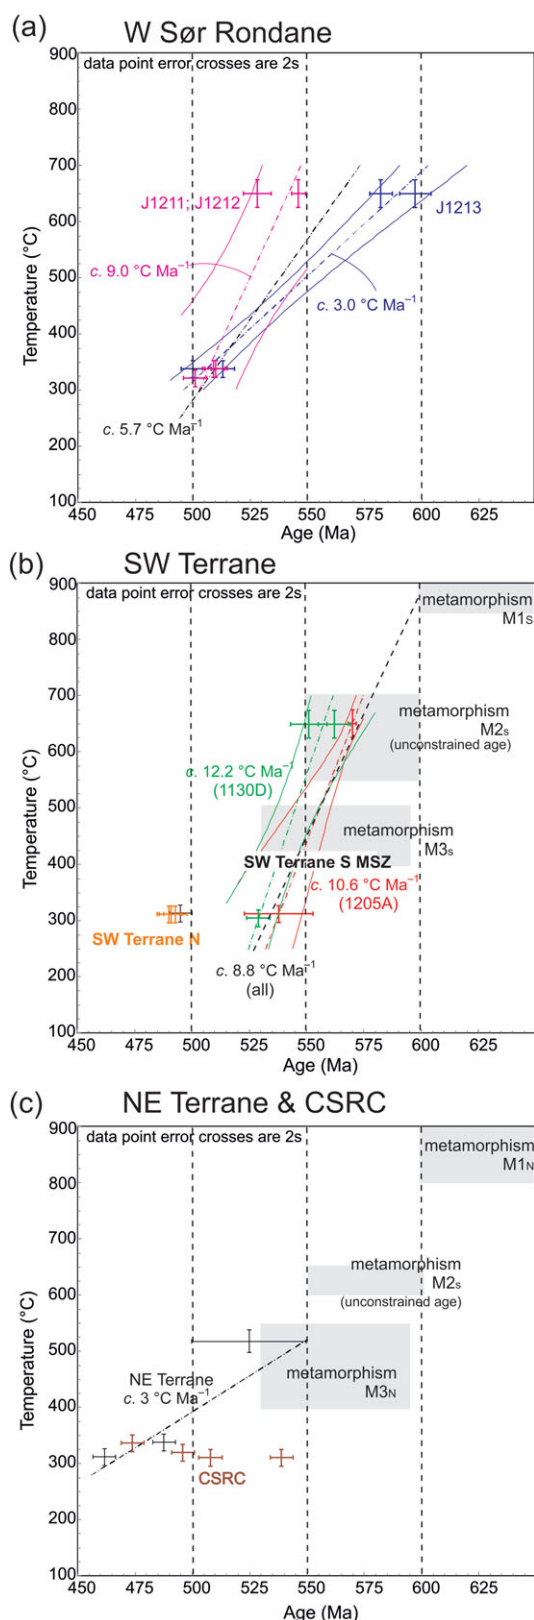 (a)
W Sør Rondane
data point error crosses are 2s
900
800
700
600
500
400
300
200
100
Temperature (°C)
J1211; J1212
J1213
c. 9.0 °C Ma⁻¹
c. 3.0 °C Ma⁻¹
c. 5.7 °C Ma⁻¹
450 475 500 525 550 575 600 625
Age (Ma)
(b)
SW Terrane
data point error crosses are 2s
900
800
700
600
500
400
300
200
100
Temperature (°C)
metamorphism
M1s
metamorphism
M2s
(unconstrained age)
c. 12.2 °C Ma⁻¹
(1130D)
metamorphism
M3s
SW Terrane S MSZ
c. 10.6 °C Ma⁻¹
(1205A)
SW Terrane N
c. 8.8 °C Ma⁻¹
(all)
450 475 500 525 550 575 600 625
Age (Ma)
(c)
NE Terrane & CSRC
data point error crosses are 2s
900
800
700
600
500
400
300
200
100
Temperature (°C)
metamorphism
M1N
metamorphism
M2s
(unconstrained age)
NE Terrane
c. 3 °C Ma⁻¹
metamorphism
M3N
CSRC
450 475 500 525 550 575 600 625
Age (Ma)